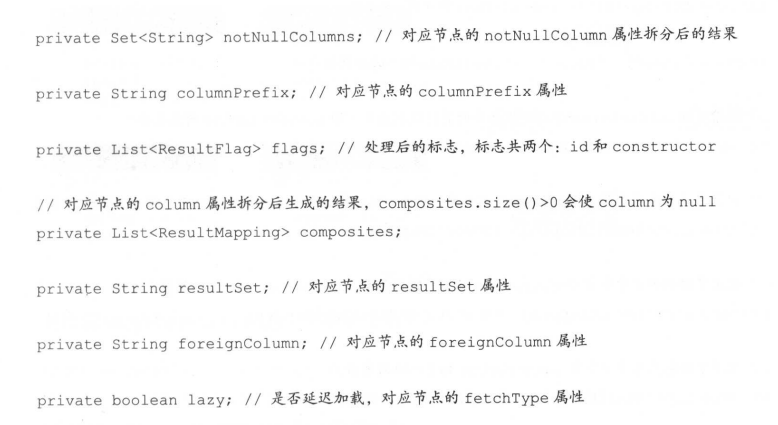 private Set<String> notNullColumns; // 对应节点的 notNullColumn 属性拆分后的结果
private String columnPrefix; // 对应节点的 columnPrefix 属性
private List<ResultFlag> flags; // 处理后的标志，标志共两个：id 和 constructor
// 对应节点的 column 属性拆分后生成的结果，composites.size()>0 会使 column 为 null
private List<ResultMapping> composites;
private String resultSet; // 对应节点的 resultSet 属性
private String foreignColumn; // 对应节点的 foreignColumn 属性
private boolean lazy; // 是否延迟加载，对应节点的 fetchType 属性